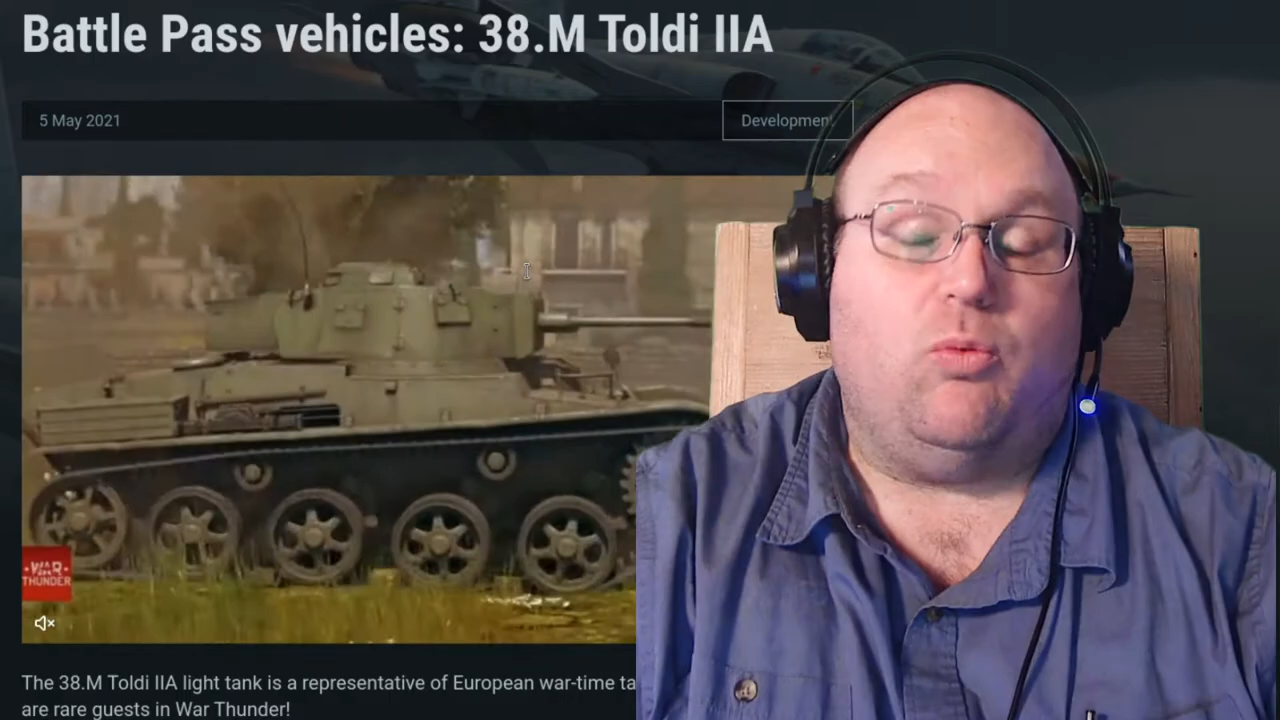 Battle Pass vehicles: 38.M Toldi IIA
5 May 2021
Development
WAR
THUNDER
The 38.M Toldi IIA light tank is a representative of European war-time ta
are rare guests in War Thunder!